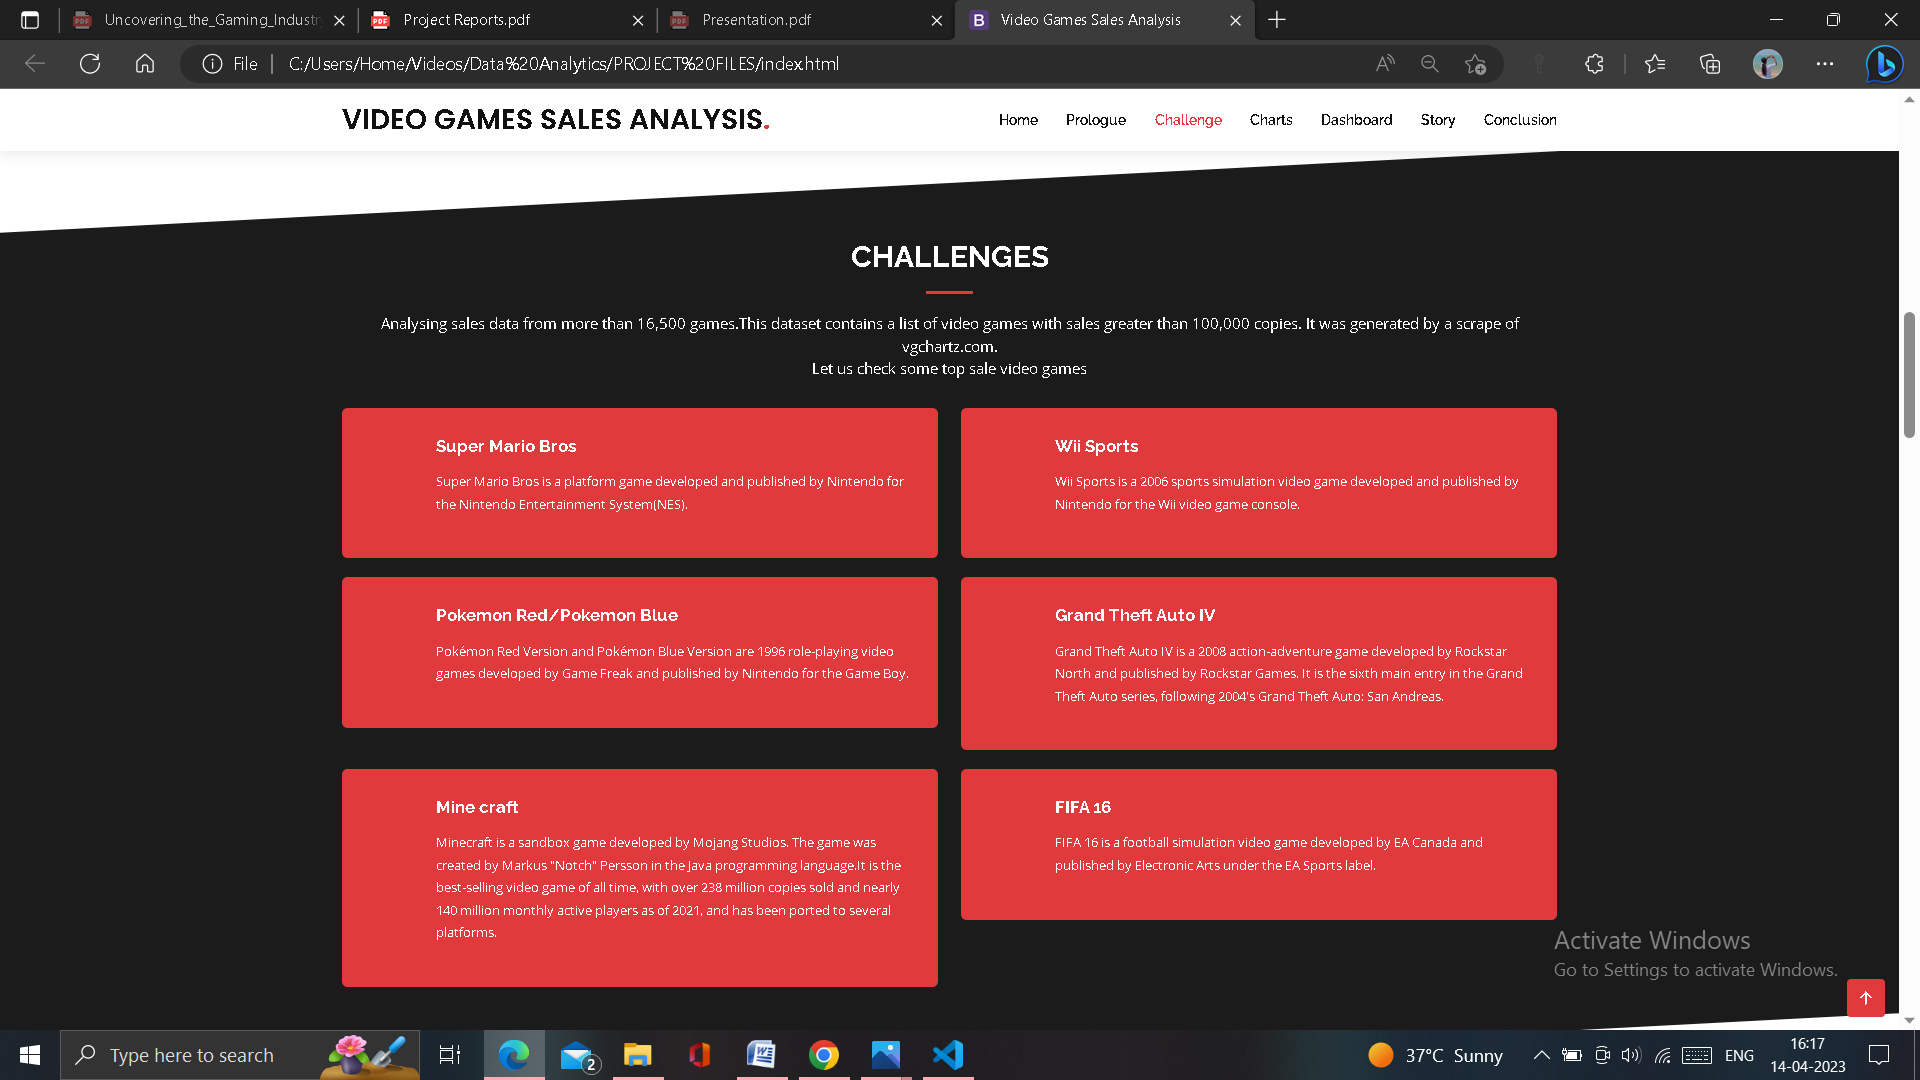 Uncovering_the_Gaming_Industr
Project Reports.pdf
Presentation.pdf
B Video Games Sales Analysis
File
C:/Users/Home/Videos/Data%20Analytics/PROJECT%20FILES/index.html
VIDEO GAMES SALES ANALYSIS.
Home Prologue Challenge Charts Dashboard Story Conclusion
CHALLENGES
Analysing sales data from more than 16,500 games.This dataset contains a list of video games with sales greater than 100,000 copies. It was generated by a scrape of
vgchartz.com.
Let us check some top sale video games
Super Mario Bros
Super Mario Bros is a platform game developed and published by Nintendo for
the Nintendo Entertainment System(NES).
Wii Sports
Wii Sports is a 2006 sports simulation video game developed and published by
Nintendo for the Wii video game console.
Pokemon Red/Pokemon Blue
Pokémon Red Version and Pokémon Blue Version are 1996 role-playing video
games developed by Game Freak and published by Nintendo for the Game Boy.
Grand Theft Auto IV
Grand Theft Auto IV is a 2008 action-adventure game developed by Rockstar
North and published by Rockstar Games. It is the sixth main entry in the Grand
Theft Auto series, following 2004's Grand Theft Auto: San Andreas.
Mine craft
Minecraft is a sandbox game developed by Mojang Studios. The game was
created by Markus "Notch" Persson in the Java programming language.It is the
best-selling video game of all time, with over 238 million copies sold and nearly
140 million monthly active players as of 2021, and has been ported to several
platforms.
FIFA 16
FIFA 16 is a football simulation video game developed by EA Canada and
published by Electronic Arts under the EA Sports label.
Activate Windows
Go to Settings to activate Windows.
Type here to search
2
37°C Sunny
ENG
16:17
14-04-2023